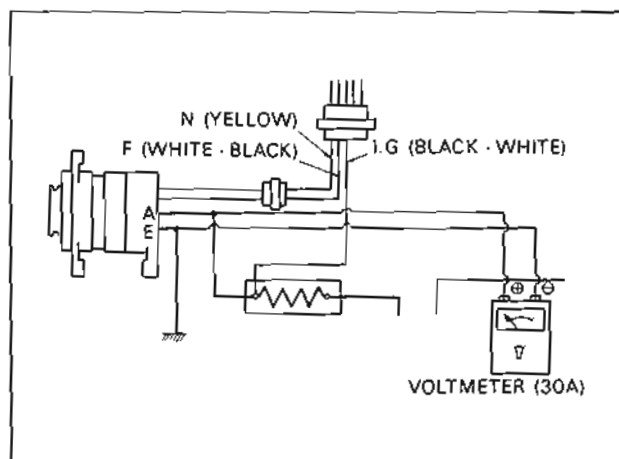 N (YELLOW)
F (WHITE · BLACK)
I.G (BLACK · WHITE)
A
E
⊕ ⊖
VOLTMETER (30A)